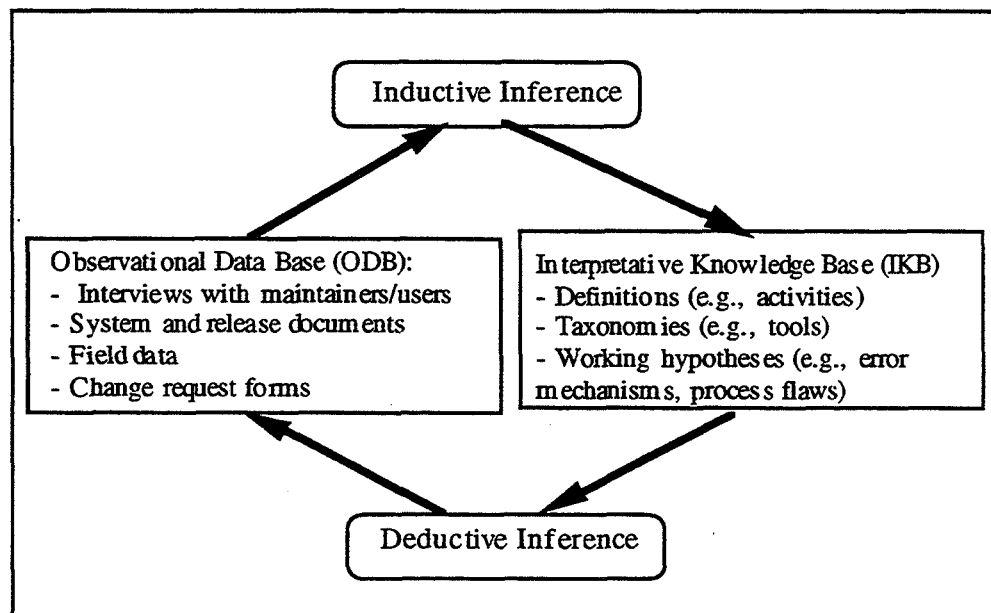 Inductive Inference
Observational Data Base (ODB):
- Interviews with maintainers/users
- System and release documents
- Field data
- Change request forms
Interpretative Knowledge Base (IKB)
- Definitions (e.g., activities)
- Taxonomies (e.g., tools)
- Working hypotheses (e.g., error
mechanisms, process flaws)
Deductive Inference